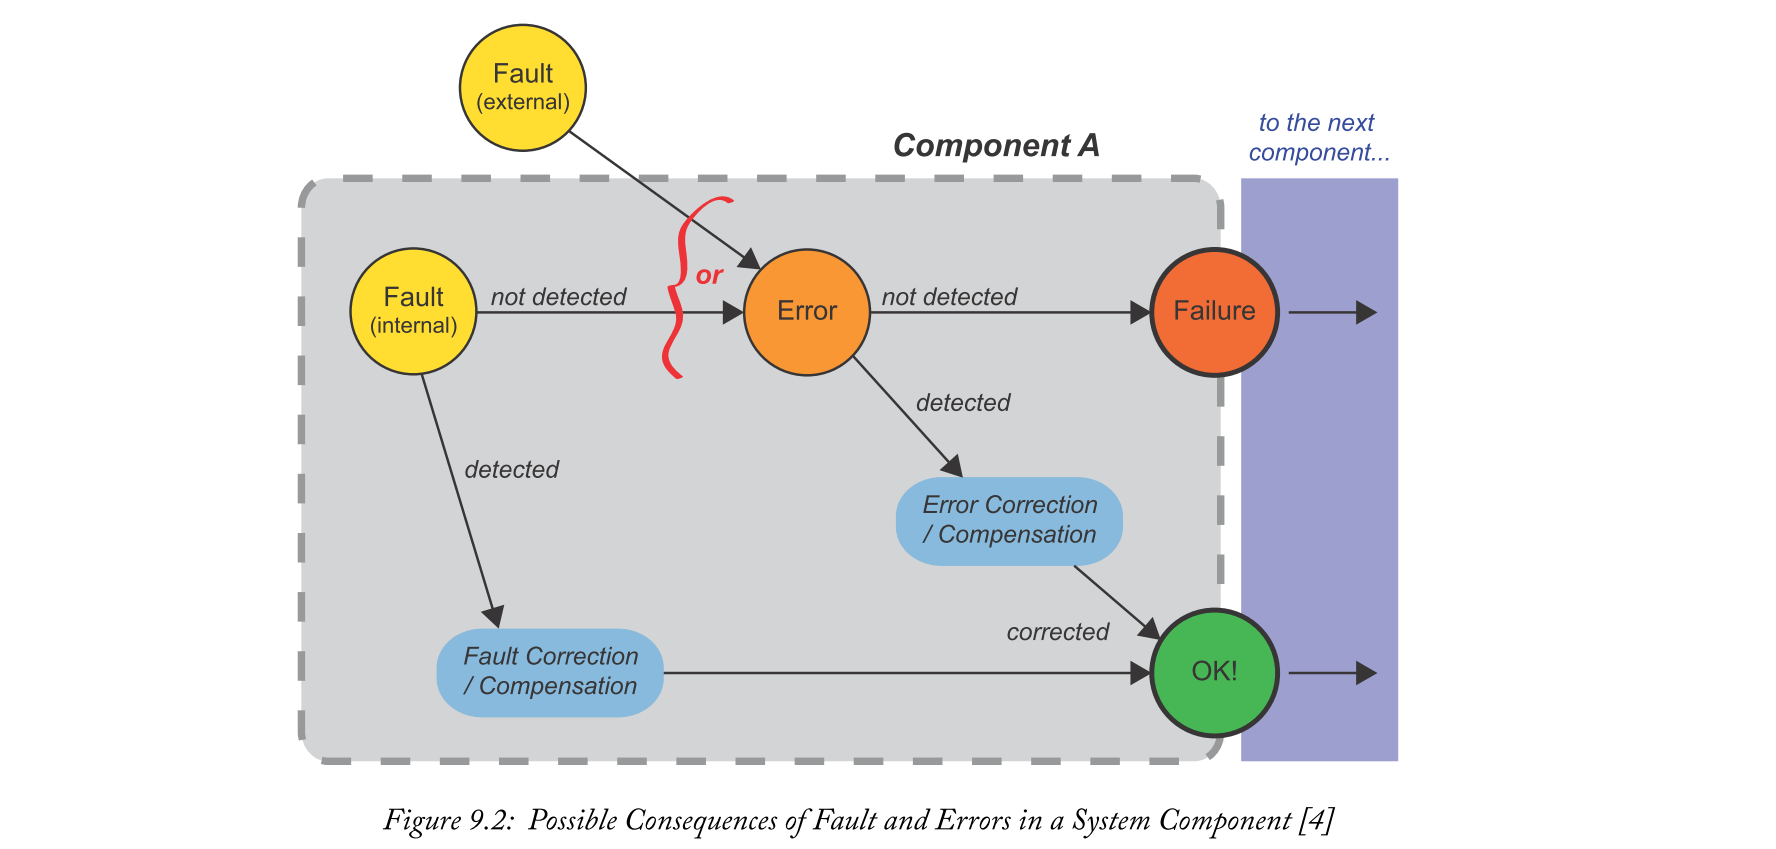 Fault
(external)
Component A
to the next
component...
Fault
(internal)
not detected
or
Error
not detected
Failure
detected
detected
Error Correction
/ Compensation
corrected
Fault Correction
/ Compensation
OK!
Figure 9.2: Possible Consequences of Fault and Errors in a System Component [4]